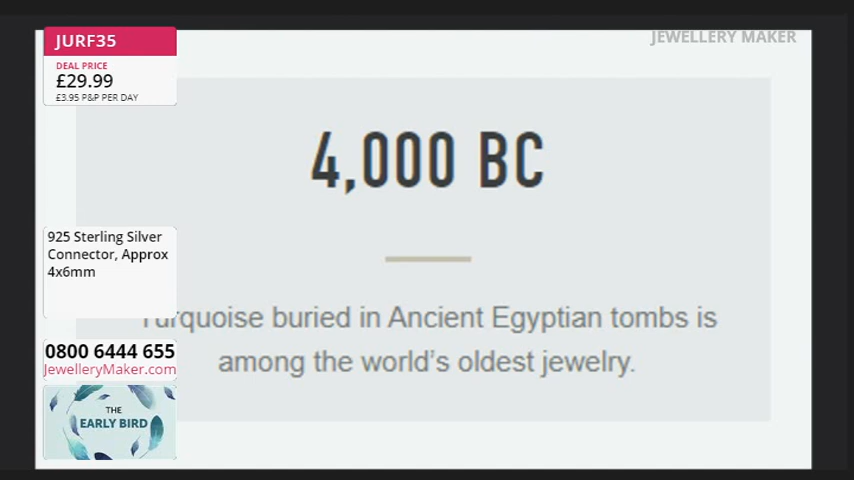 JEWELLERY MAKER
JURF35
DEAL PRICE
£29.99
£3.95 P&P PER DAY
4,000 BC
925 Sterling Silver
Connector, Approx
4x6mm
Turquoise buried in Ancient Egyptian tombs is
among the world's oldest jewelry.
0800 6444 655
JewelleryMaker.com
THE
EARLY BIRD